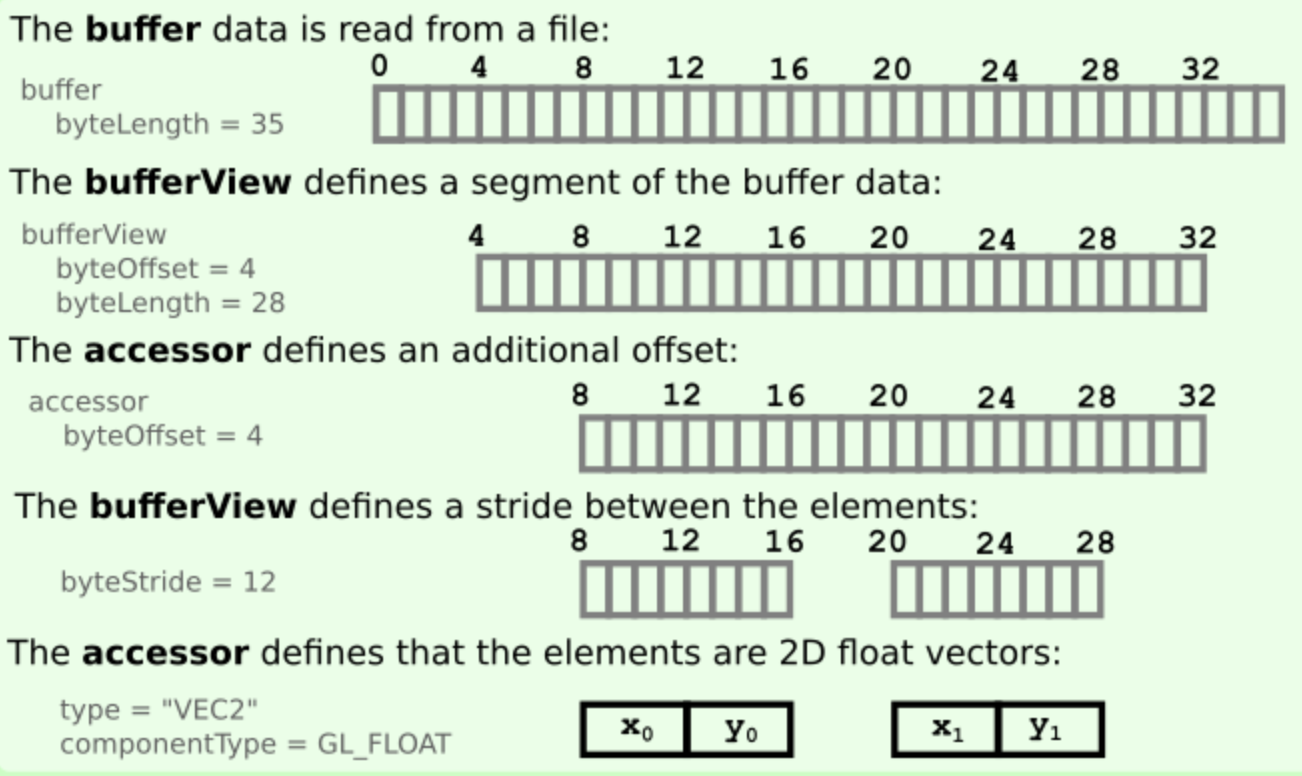 The buffer data is read from a file:
0 4 8 12 16 20 24 28 32
buffer
byteLength = 35
The bufferView defines a segment of the buffer data:
4 8 12 16 20 24 28 32
bufferView
byteOffset = 4
byteLength = 28
The accessor defines an additional offset:
8 12 16 20 24 28 32
accessor
byteOffset = 4
The bufferView defines a stride between the elements:
8 12 16 20 24 28
byteStride = 12
The accessor defines that the elements are 2D float vectors:
type = "VEC2"
componentType = GL_FLOAT
x₀ y₀ x₁ y₁